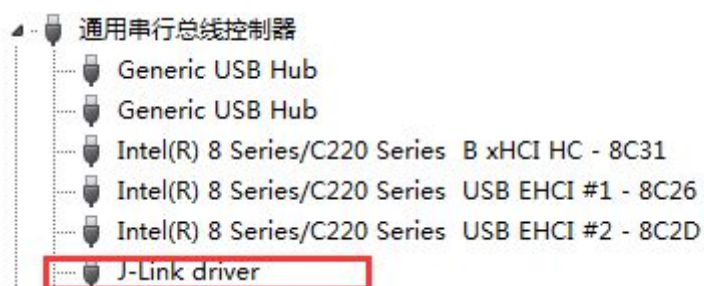 通用串行总线控制器
Generic USB Hub
Generic USB Hub
Intel(R) 8 Series/C220 Series B xHCI HC - 8C31
Intel(R) 8 Series/C220 Series USB EHCI #1 - 8C26
Intel(R) 8 Series/C220 Series USB EHCI #2 - 8C2D
J-Link driver